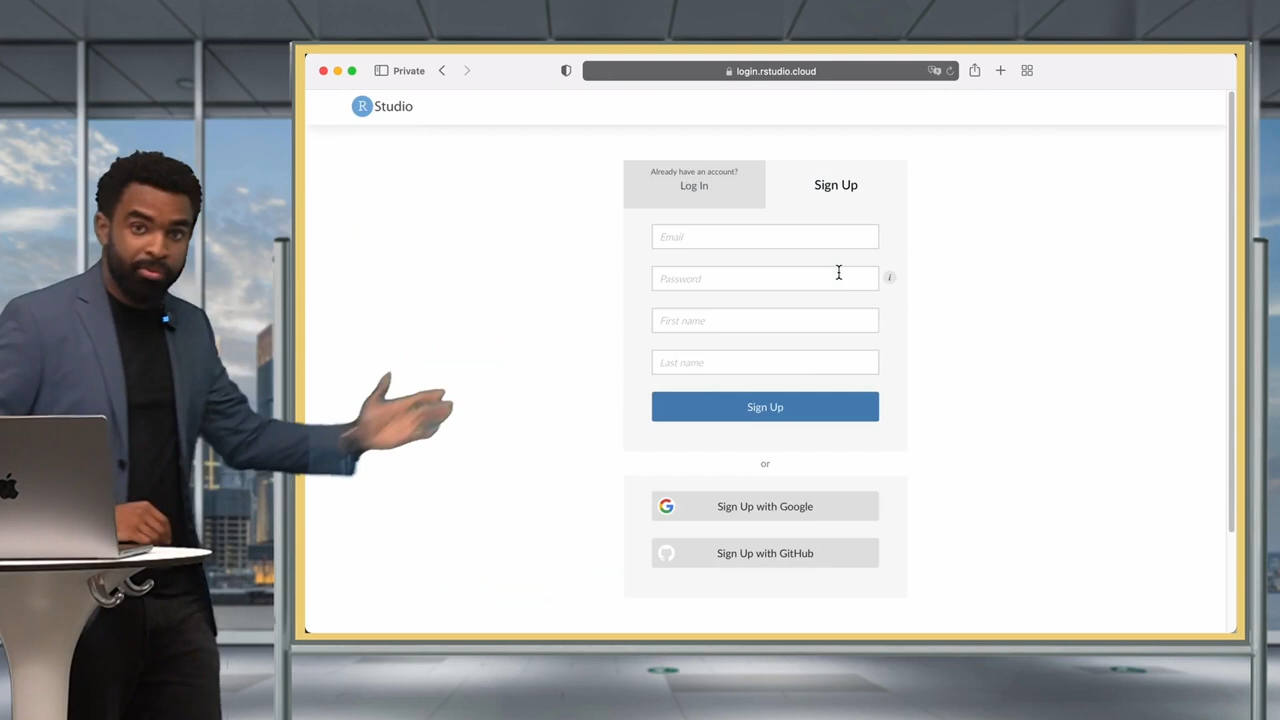 Private
login.rstudio.cloud
R Studio
Already have an account?
Log In
Sign Up
Email
Password
i
First name
Last name
Sign Up
or
G Sign Up with Google
Sign Up with GitHub